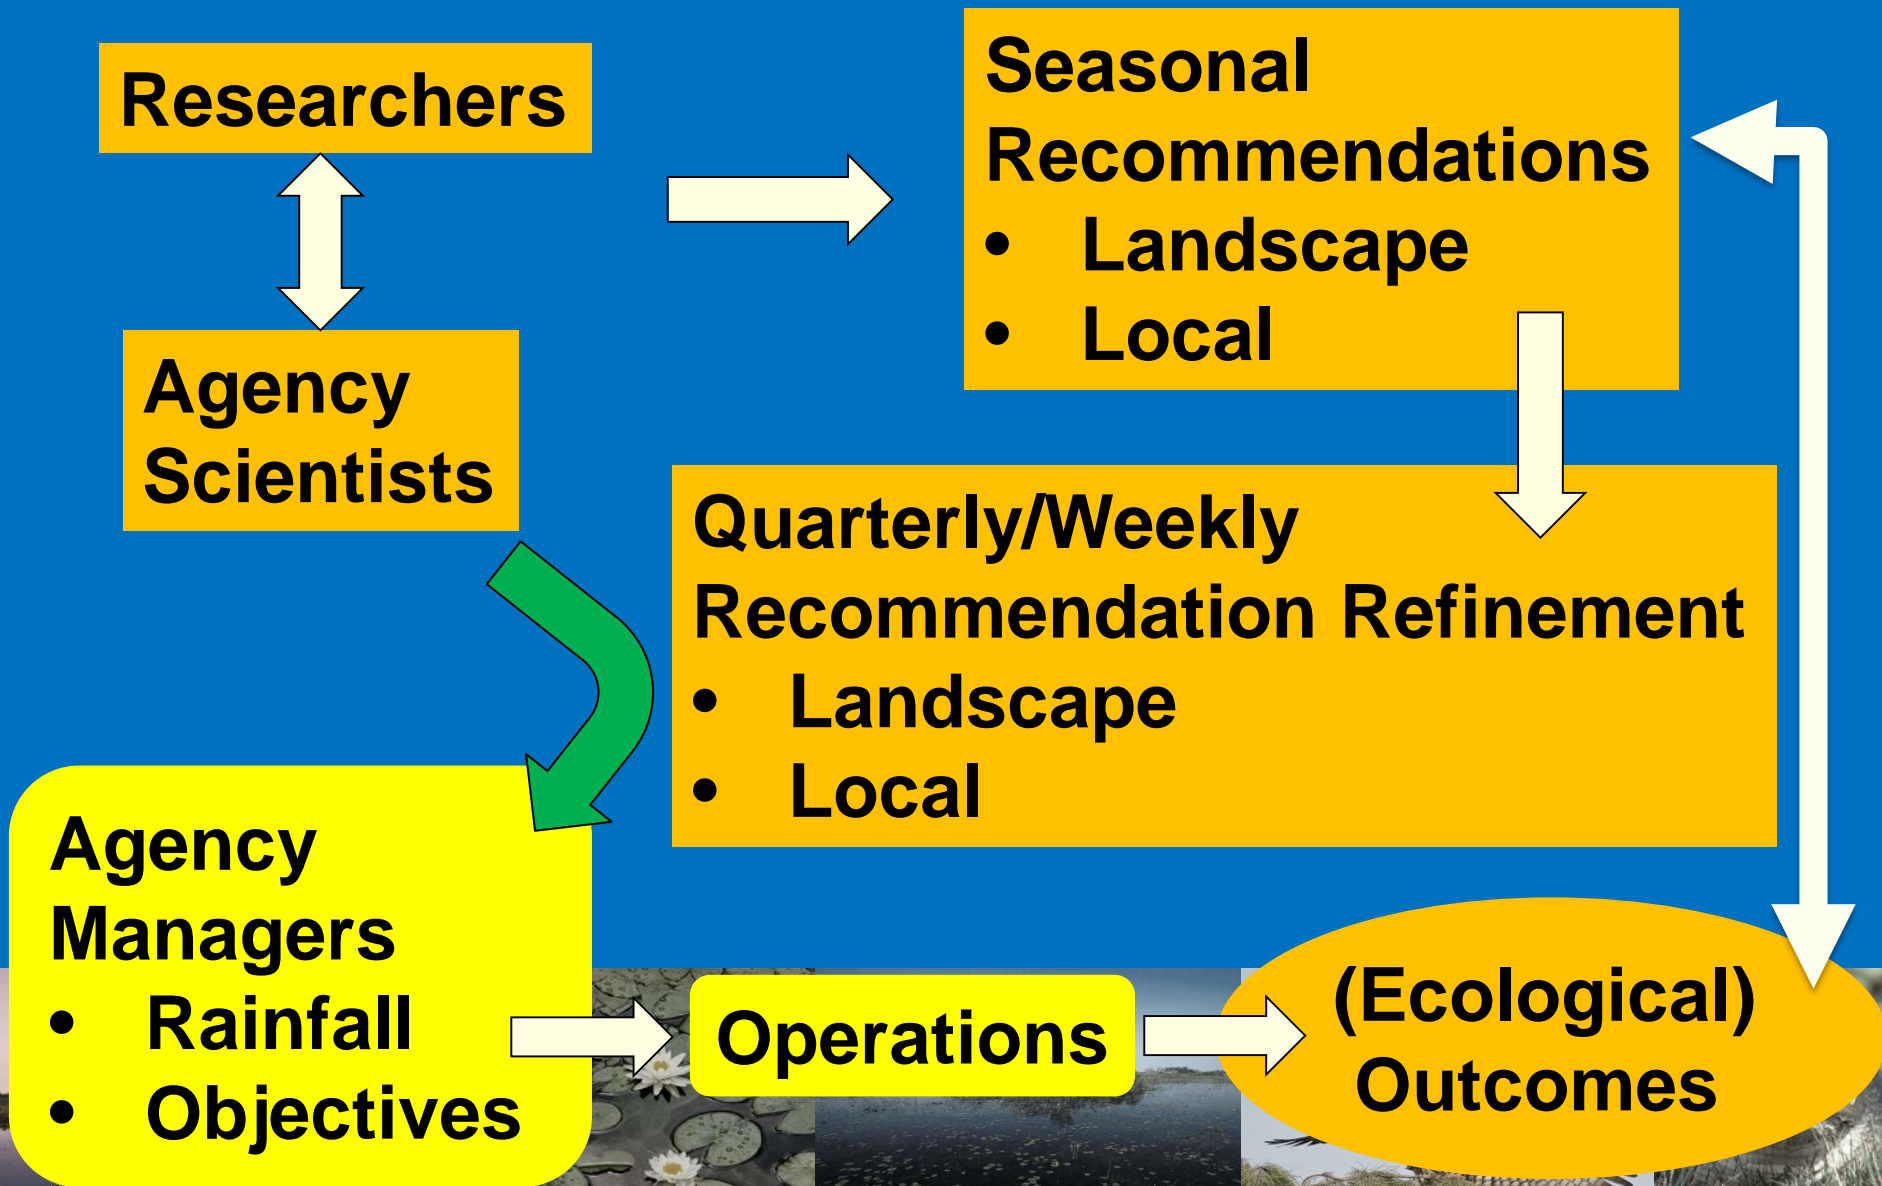 Researchers
Seasonal
Recommendations
• Landscape
• Local
Agency
Scientists
Quarterly/Weekly
Recommendation Refinement
• Landscape
• Local
Agency
Managers
• Rainfall
• Objectives
Operations
(Ecological)
Outcomes